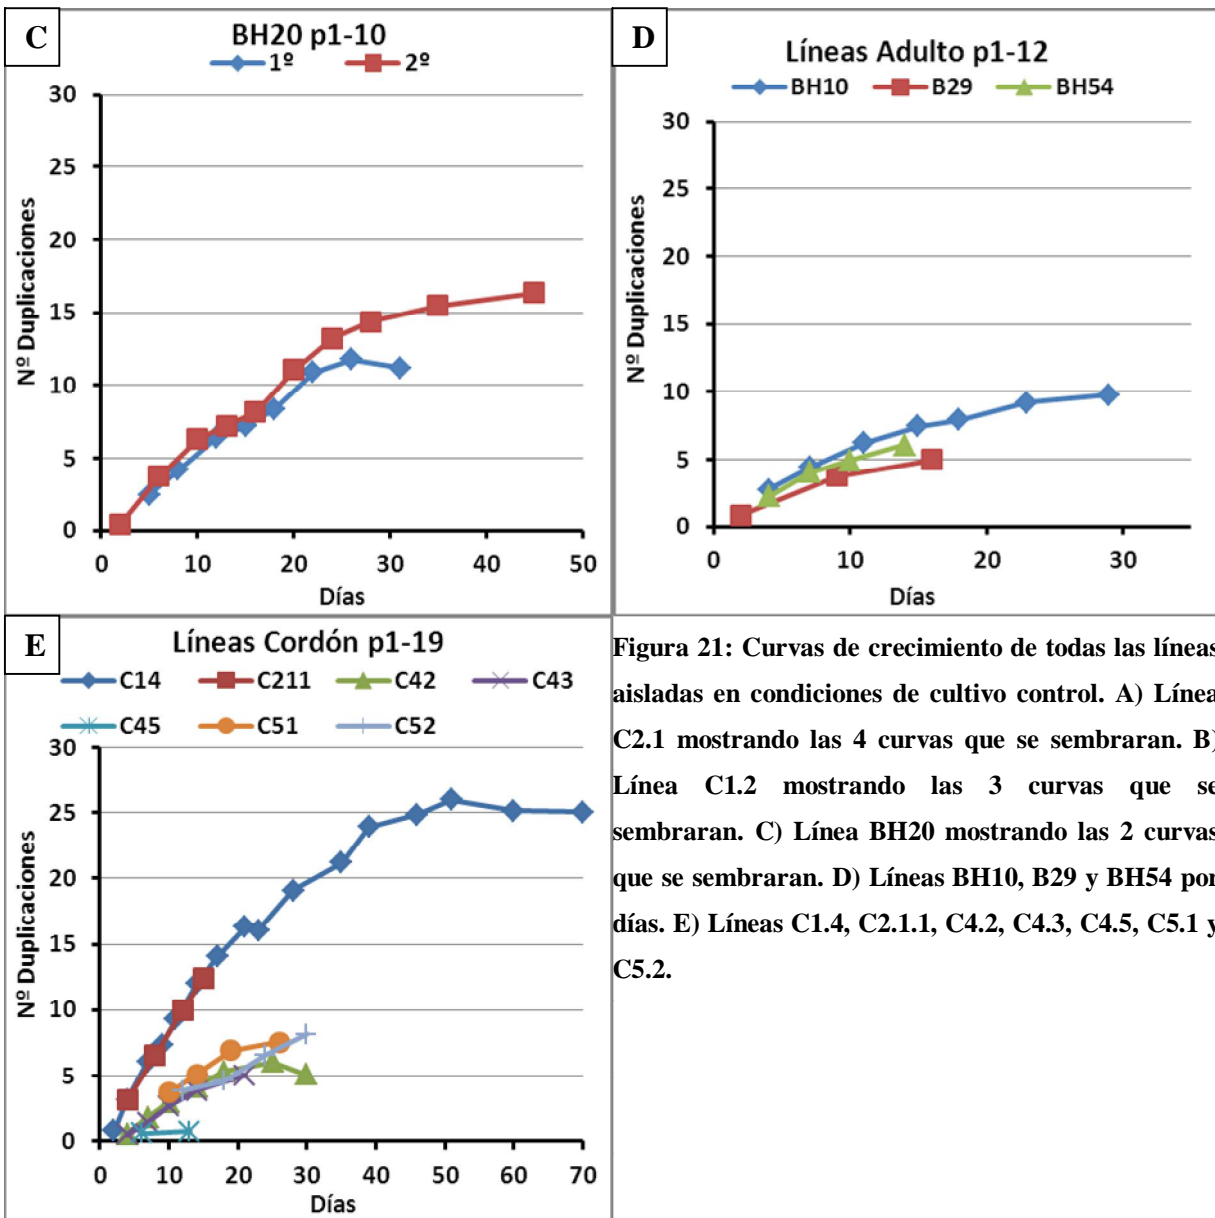 C
BH20 p1-10
1º 2º
30
25
20
15
10
5
0
0 10 20 30 40 50
Nº Duplicaciones
Días
D
Líneas Adulto p1-12
BH10 B29 BH54
30
25
20
15
10
5
0
0 10 20 30
Nº Duplicaciones
Días
E
Líneas Cordón p1-19
C14 C211 C42 C43
C45 C51 C52
30
25
20
15
10
5
0
0 10 20 30 40 50 60 70
Nº Duplicaciones
Días
Figura 21: Curvas de crecimiento de todas las líneas
aisladas en condiciones de cultivo control. A) Línea
C2.1 mostrando las 4 curvas que se sembraran. B)
Línea C1.2 mostrando las 3 curvas que se
sembraran. C) Línea BH20 mostrando las 2 curvas
que se sembraran. D) Líneas BH10, B29 y BH54 por
días. E) Líneas C1.4, C2.1.1, C4.2, C4.3, C4.5, C5.1 y
C5.2.